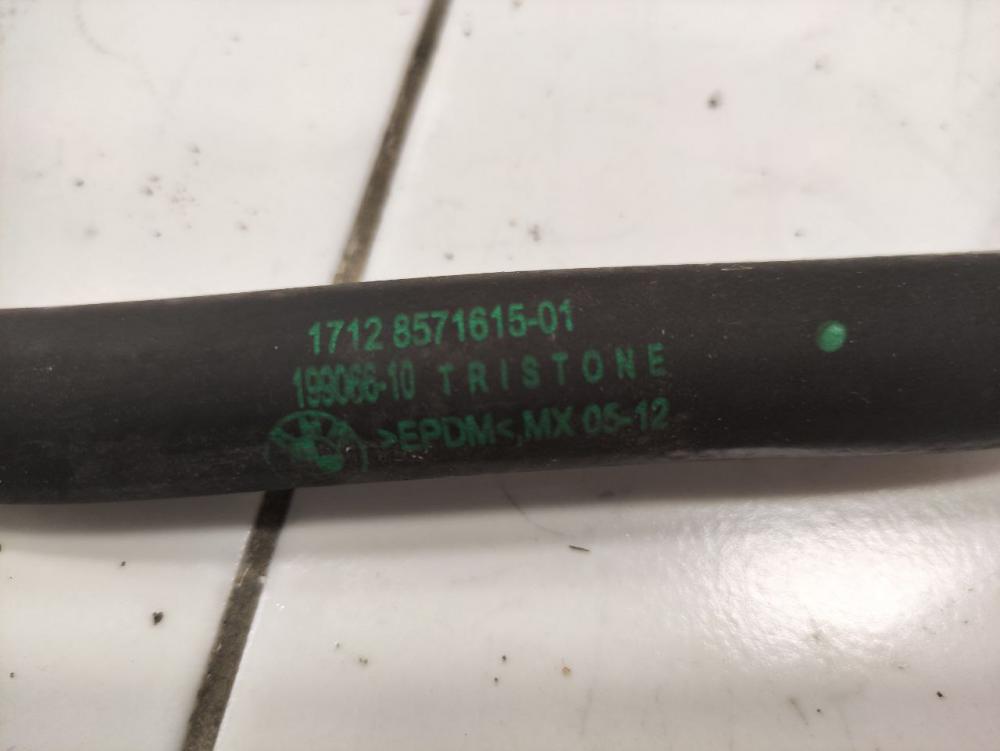 1712 8571615-01
199066-10 TRISTONE
>EPDM<,MX 05-12